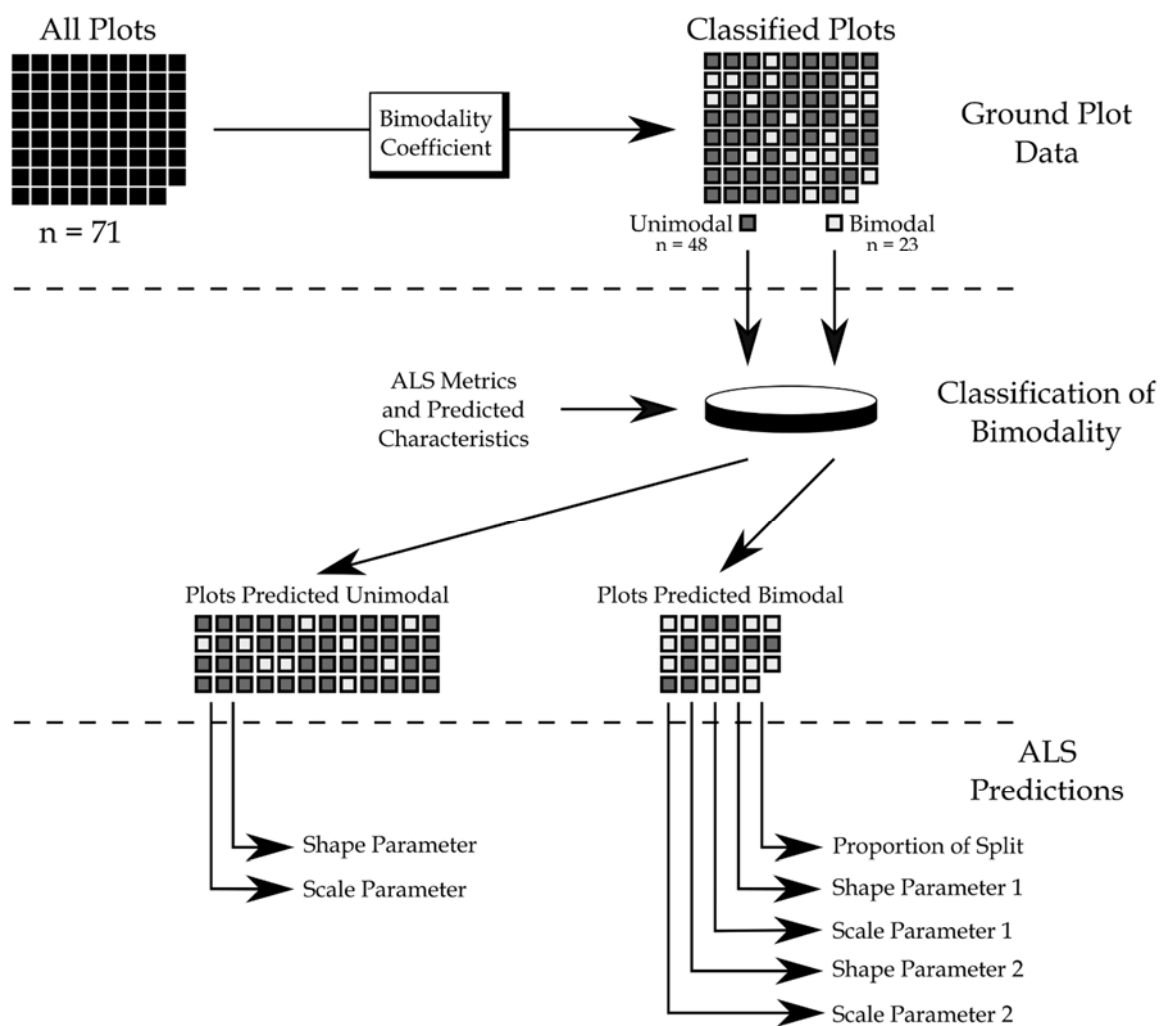 All Plots
n = 71
Bimodality
Coefficient
Classified Plots
Unimodal
n = 48
Bimodal
n = 23
Ground Plot
Data
ALS Metrics
and Predicted
Characteristics
Classification of
Bimodality
Plots Predicted Unimodal
Plots Predicted Bimodal
ALS
Predictions
Shape Parameter
Scale Parameter
Proportion of Split
Shape Parameter 1
Scale Parameter 1
Shape Parameter 2
Scale Parameter 2